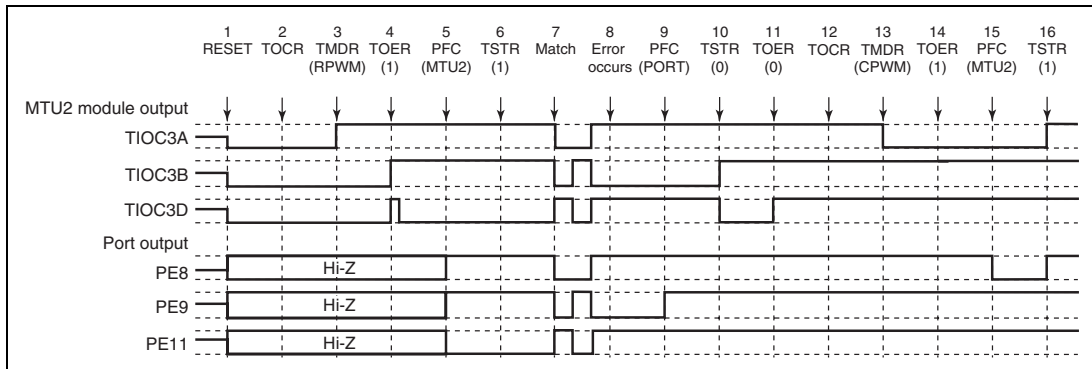 1 2 3 4 5 6 7 8 9 10 11 12 13 14 15 16
RESET TOCR TMDR TOER PFC TSTR Match Error PFC TSTR TOER TOCR TMDR TOER PFC TSTR
(RPWM) (1) (MTU2) (1) occurs (PORT) (0) (0) (CPWM) (1) (MTU2) (1)
MTU2 module output
TIOC3A
TIOC3B
TIOC3D
Port output
PE8 Hi-Z
PE9 Hi-Z
PE11 Hi-Z